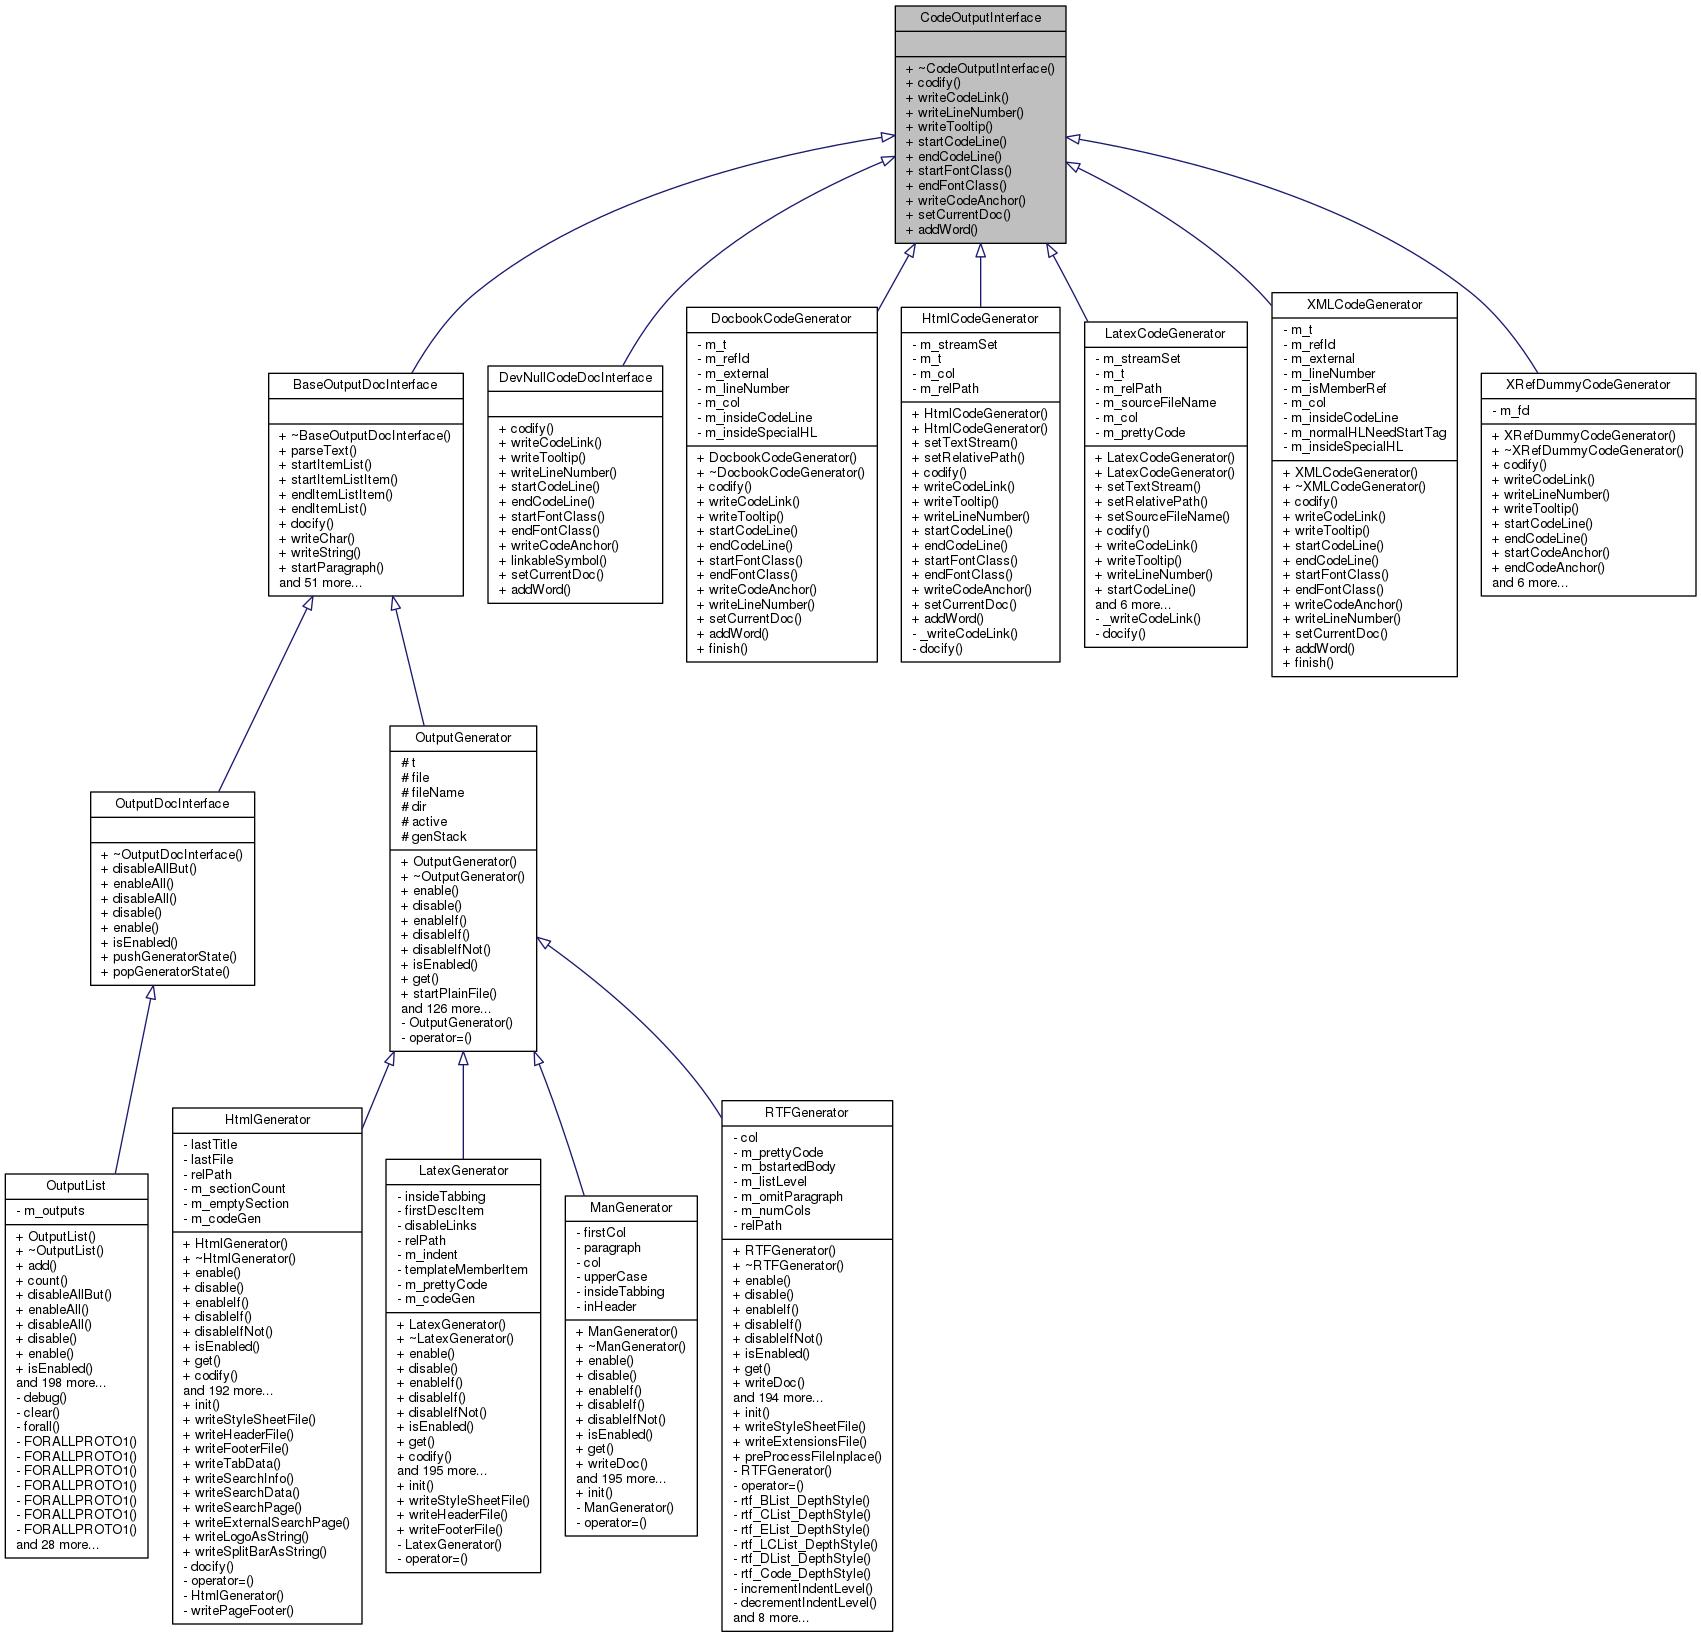 CodeOutputInterface
+ ~CodeOutputInterface()
+ codify()
+ writeCodeLink()
+ writeLineNumber()
+ writeTooltip()
+ startCodeLine()
+ endCodeLine()
+ startFontClass()
+ endFontClass()
+ writeCodeAnchor()
+ setCurrentDoc()
+ addWord()
BaseOutputDocInterface
+ ~BaseOutputDocInterface()
+ parseText()
+ startItemList()
+ startItemListItem()
+ endItemListItem()
+ endItemList()
+ docify()
+ writeChar()
+ writeString()
+ startParagraph()
and 51 more...
DevNullCodeDocInterface
+ codify()
+ writeCodeLink()
+ writeTooltip()
+ writeLineNumber()
+ startCodeLine()
+ endCodeLine()
+ startFontClass()
+ endFontClass()
+ writeCodeAnchor()
+ linkableSymbol()
+ setCurrentDoc()
+ addWord()
DocbookCodeGenerator
- m_t
- m_refId
- m_external
- m_lineNumber
- m_col
- m_insideCodeLine
- m_insideSpecialHL
+ DocbookCodeGenerator()
+ ~DocbookCodeGenerator()
+ codify()
+ writeCodeLink()
+ writeTooltip()
+ startCodeLine()
+ endCodeLine()
+ startFontClass()
+ endFontClass()
+ writeCodeAnchor()
+ writeLineNumber()
+ setCurrentDoc()
+ addWord()
+ finish()
HtmlCodeGenerator
- m_streamSet
- m_t
- m_col
- m_relPath
+ HtmlCodeGenerator()
+ HtmlCodeGenerator()
+ setTextStream()
+ setRelativePath()
+ codify()
+ writeCodeLink()
+ writeTooltip()
+ writeLineNumber()
+ startCodeLine()
+ endCodeLine()
+ startFontClass()
+ endFontClass()
+ writeCodeAnchor()
+ setCurrentDoc()
+ addWord()
- _writeCodeLink()
- docify()
LatexCodeGenerator
- m_streamSet
- m_t
- m_relPath
- m_sourceFileName
- m_col
- m_prettyCode
+ LatexCodeGenerator()
+ LatexCodeGenerator()
+ setTextStream()
+ setRelativePath()
+ setSourceFileName()
+ codify()
+ writeCodeLink()
+ writeTooltip()
+ writeLineNumber()
+ startCodeLine()
and 6 more...
- _writeCodeLink()
- docify()
XMLCodeGenerator
- m_t
- m_refId
- m_external
- m_lineNumber
- m_isMemberRef
- m_col
- m_insideCodeLine
- m_normalHLNeedStartTag
- m_insideSpecialHL
+ XMLCodeGenerator()
+ ~XMLCodeGenerator()
+ codify()
+ writeCodeLink()
+ writeTooltip()
+ startCodeLine()
+ endCodeLine()
+ startFontClass()
+ endFontClass()
+ writeCodeAnchor()
+ writeLineNumber()
+ setCurrentDoc()
+ addWord()
+ finish()
XRefDummyCodeGenerator
- m_fd
+ XRefDummyCodeGenerator()
+ ~XRefDummyCodeGenerator()
+ codify()
+ writeCodeLink()
+ writeLineNumber()
+ writeTooltip()
+ startCodeLine()
+ endCodeLine()
+ startCodeAnchor()
+ endCodeAnchor()
and 6 more...
OutputDocInterface
+ ~OutputDocInterface()
+ disableAllBut()
+ enableAll()
+ disableAll()
+ disable()
+ enable()
+ isEnabled()
+ pushGeneratorState()
+ popGeneratorState()
OutputGenerator
# t
# file
# fileName
# dir
# active
# genStack
+ OutputGenerator()
+ ~OutputGenerator()
+ enable()
+ disable()
+ enableIf()
+ disableIf()
+ disableIfNot()
+ isEnabled()
+ get()
+ startPlainFile()
and 126 more...
- OutputGenerator()
- operator=()
OutputList
- m_outputs
+ OutputList()
+ ~OutputList()
+ add()
+ count()
+ disableAllBut()
+ enableAll()
+ disableAll()
+ disable()
+ enable()
+ isEnabled()
and 198 more...
- debug()
- clear()
- forall()
- FORALLPROTO1()
- FORALLPROTO1()
- FORALLPROTO1()
- FORALLPROTO1()
- FORALLPROTO1()
- FORALLPROTO1()
- FORALLPROTO1()
and 28 more...
HtmlGenerator
- lastTitle
- lastFile
- relPath
- m_sectionCount
- m_emptySection
- m_codeGen
+ HtmlGenerator()
+ ~HtmlGenerator()
+ enable()
+ disable()
+ enableIf()
+ disableIf()
+ disableIfNot()
+ isEnabled()
+ get()
+ codify()
and 192 more...
+ init()
+ writeStyleSheetFile()
+ writeHeaderFile()
+ writeFooterFile()
+ writeTabData()
+ writeSearchInfo()
+ writeSearchData()
+ writeSearchPage()
+ writeExternalSearchPage()
+ writeLogoAsString()
+ writeSplitBarAsString()
- docify()
- operator=()
- HtmlGenerator()
- writePageFooter()
LatexGenerator
- insideTabbing
- firstDescItem
- disableLinks
- relPath
- m_indent
- templateMemberItem
- m_prettyCode
- m_codeGen
+ LatexGenerator()
+ ~LatexGenerator()
+ enable()
+ disable()
+ enableIf()
+ disableIf()
+ disableIfNot()
+ isEnabled()
+ get()
+ codify()
and 195 more...
+ init()
+ writeStyleSheetFile()
+ writeHeaderFile()
+ writeFooterFile()
- LatexGenerator()
- operator=()
ManGenerator
- firstCol
- paragraph
- col
- upperCase
- insideTabbing
- inHeader
+ ManGenerator()
+ ~ManGenerator()
+ enable()
+ disable()
+ enableIf()
+ disableIf()
+ disableIfNot()
+ isEnabled()
+ get()
+ writeDoc()
and 195 more...
+ init()
- ManGenerator()
- operator=()
RTFGenerator
- col
- m_prettyCode
- m_bstartedBody
- m_listLevel
- m_omitParagraph
- m_numCols
- relPath
+ RTFGenerator()
+ ~RTFGenerator()
+ enable()
+ disable()
+ enableIf()
+ disableIf()
+ disableIfNot()
+ isEnabled()
+ get()
+ writeDoc()
and 194 more...
+ init()
+ writeStyleSheetFile()
+ writeExtensionsFile()
+ preProcessFileInplace()
- RTFGenerator()
- operator=()
- rtf_BList_DepthStyle()
- rtf_CList_DepthStyle()
- rtf_EList_DepthStyle()
- rtf_LCList_DepthStyle()
- rtf_DList_DepthStyle()
- rtf_Code_DepthStyle()
- incrementIndentLevel()
- decrementIndentLevel()
and 8 more...